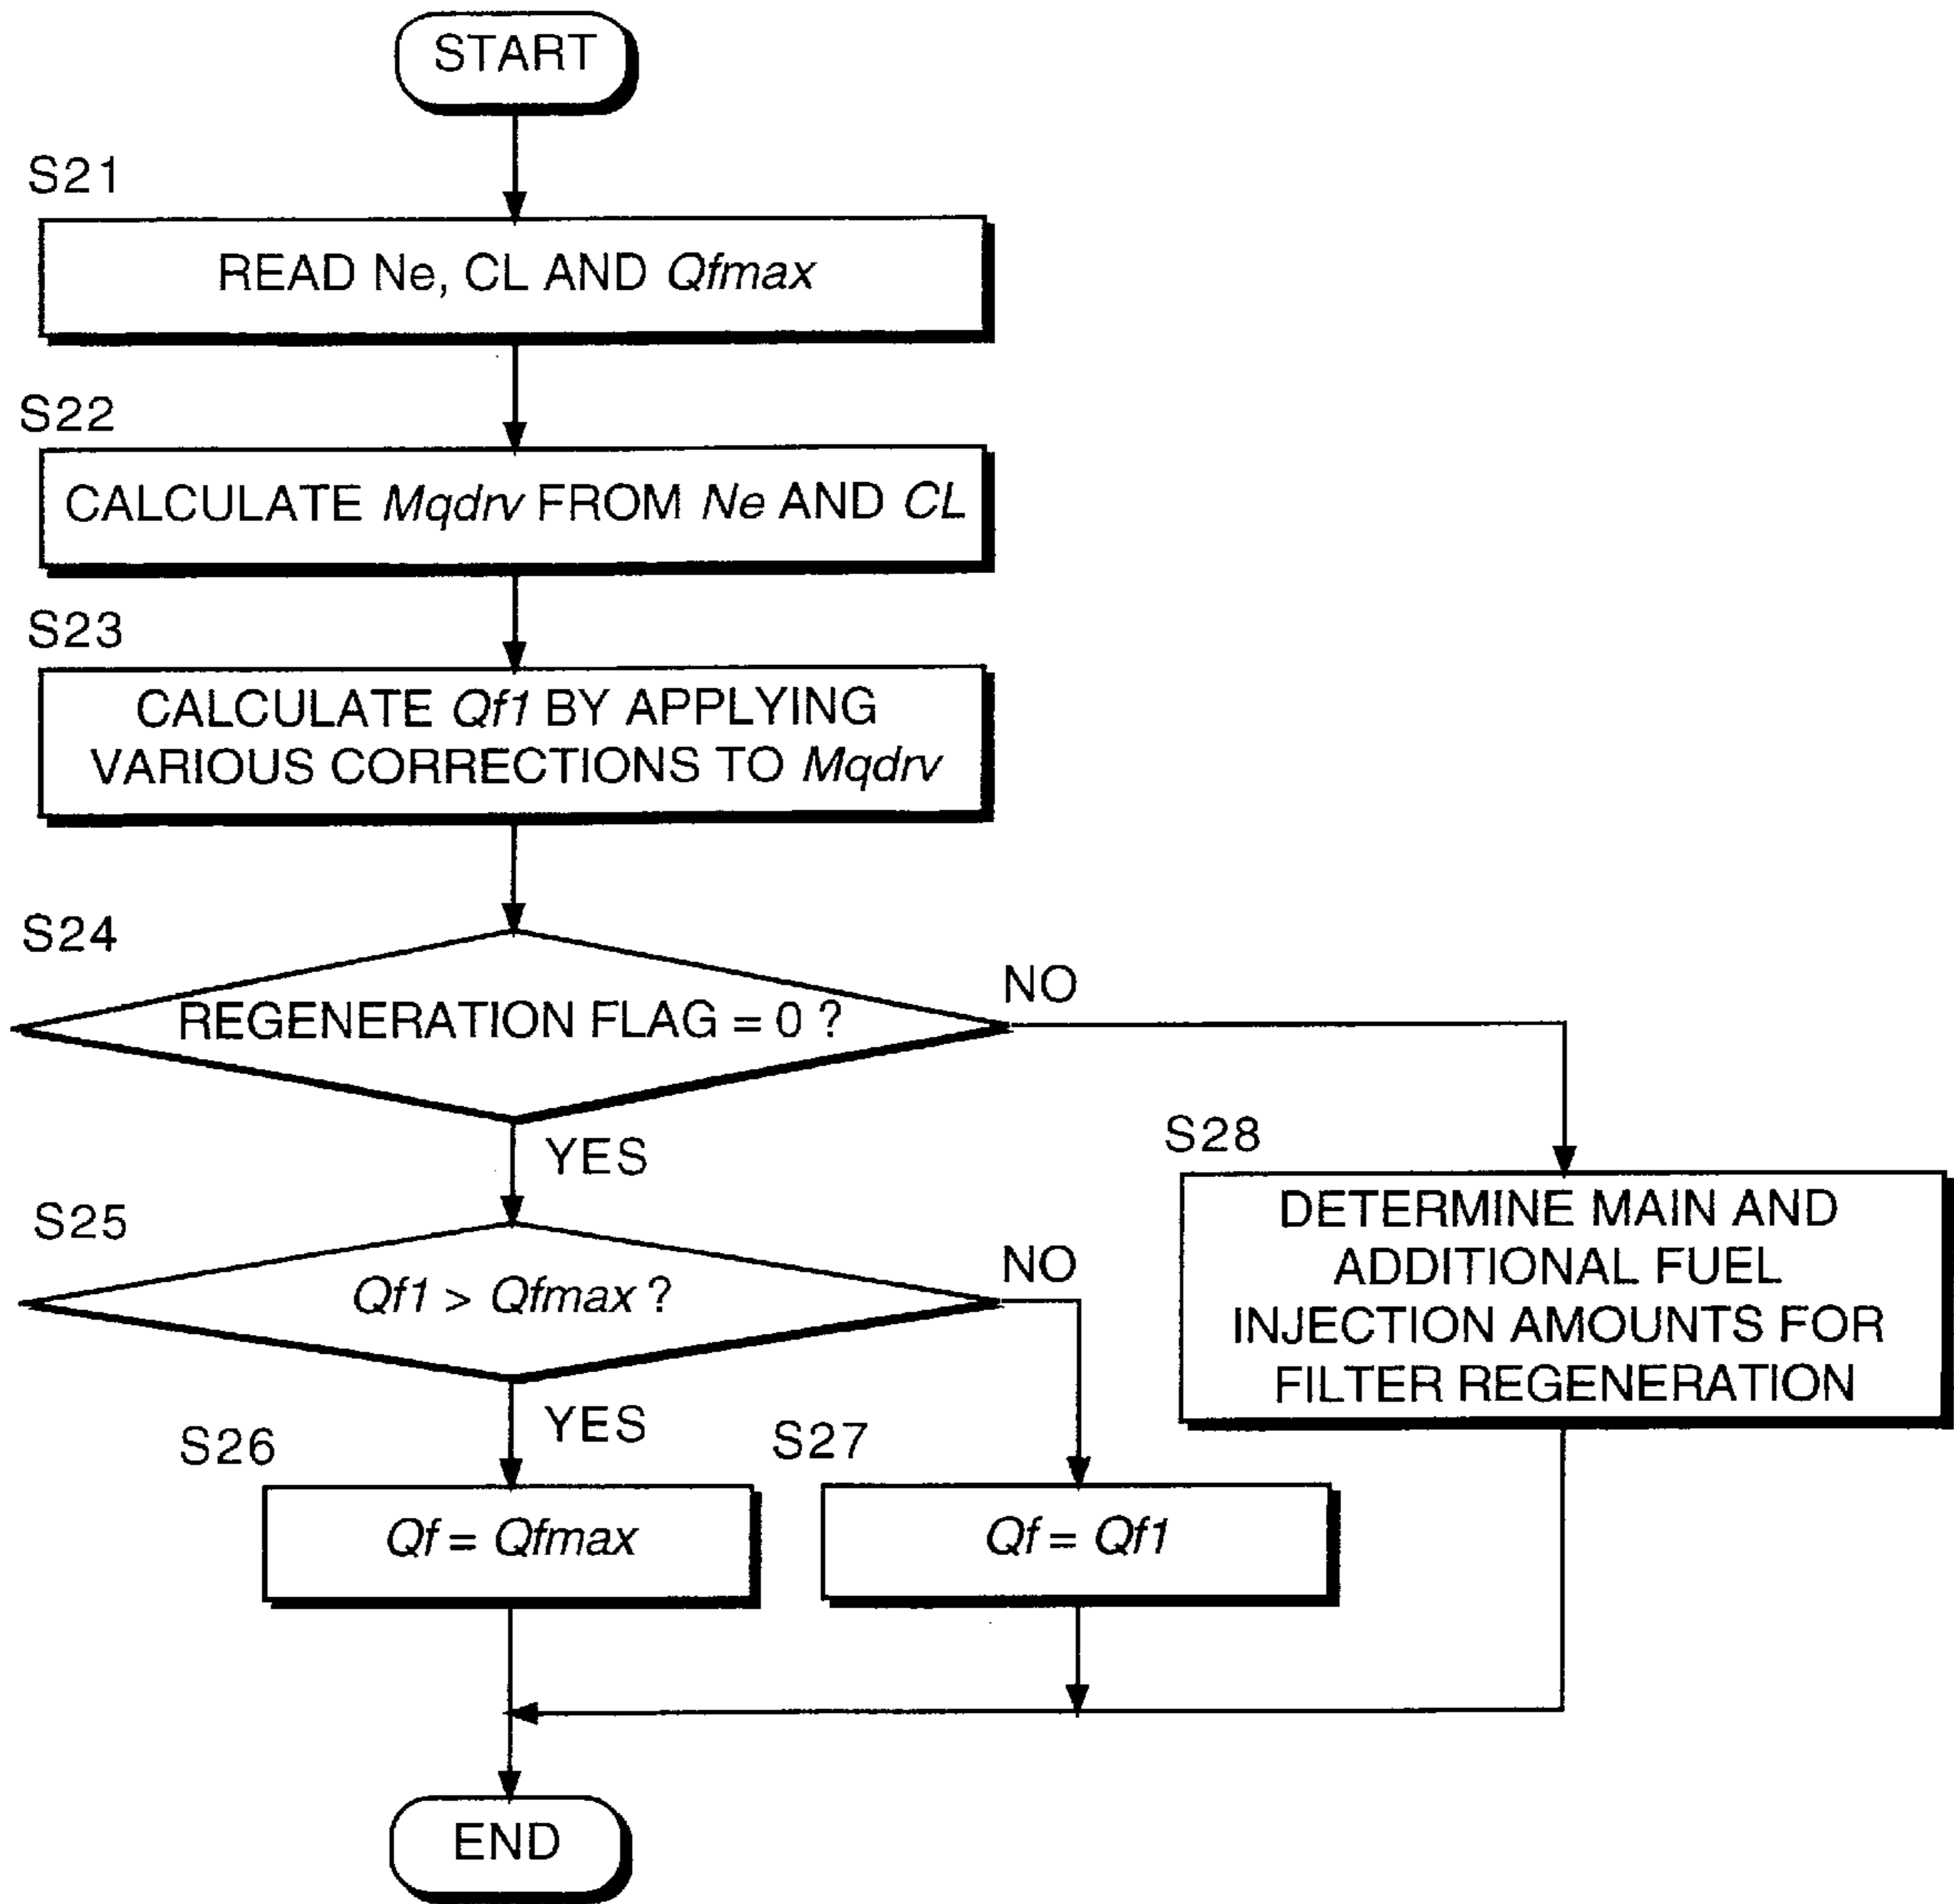 START
S21
READ Ne, CL AND Qfmax
S22
CALCULATE Mqdrv FROM Ne AND CL
S23
CALCULATE Qf1 BY APPLYING
VARIOUS CORRECTIONS TO Mqdrv
S24
REGENERATION FLAG = 0 ?
NO
YES
S28
DETERMINE MAIN AND
ADDITIONAL FUEL
INJECTION AMOUNTS FOR
FILTER REGENERATION
S25
Qf1 > Qfmax ?
NO
YES
S26
Qf = Qfmax
S27
Qf = Qf1
END